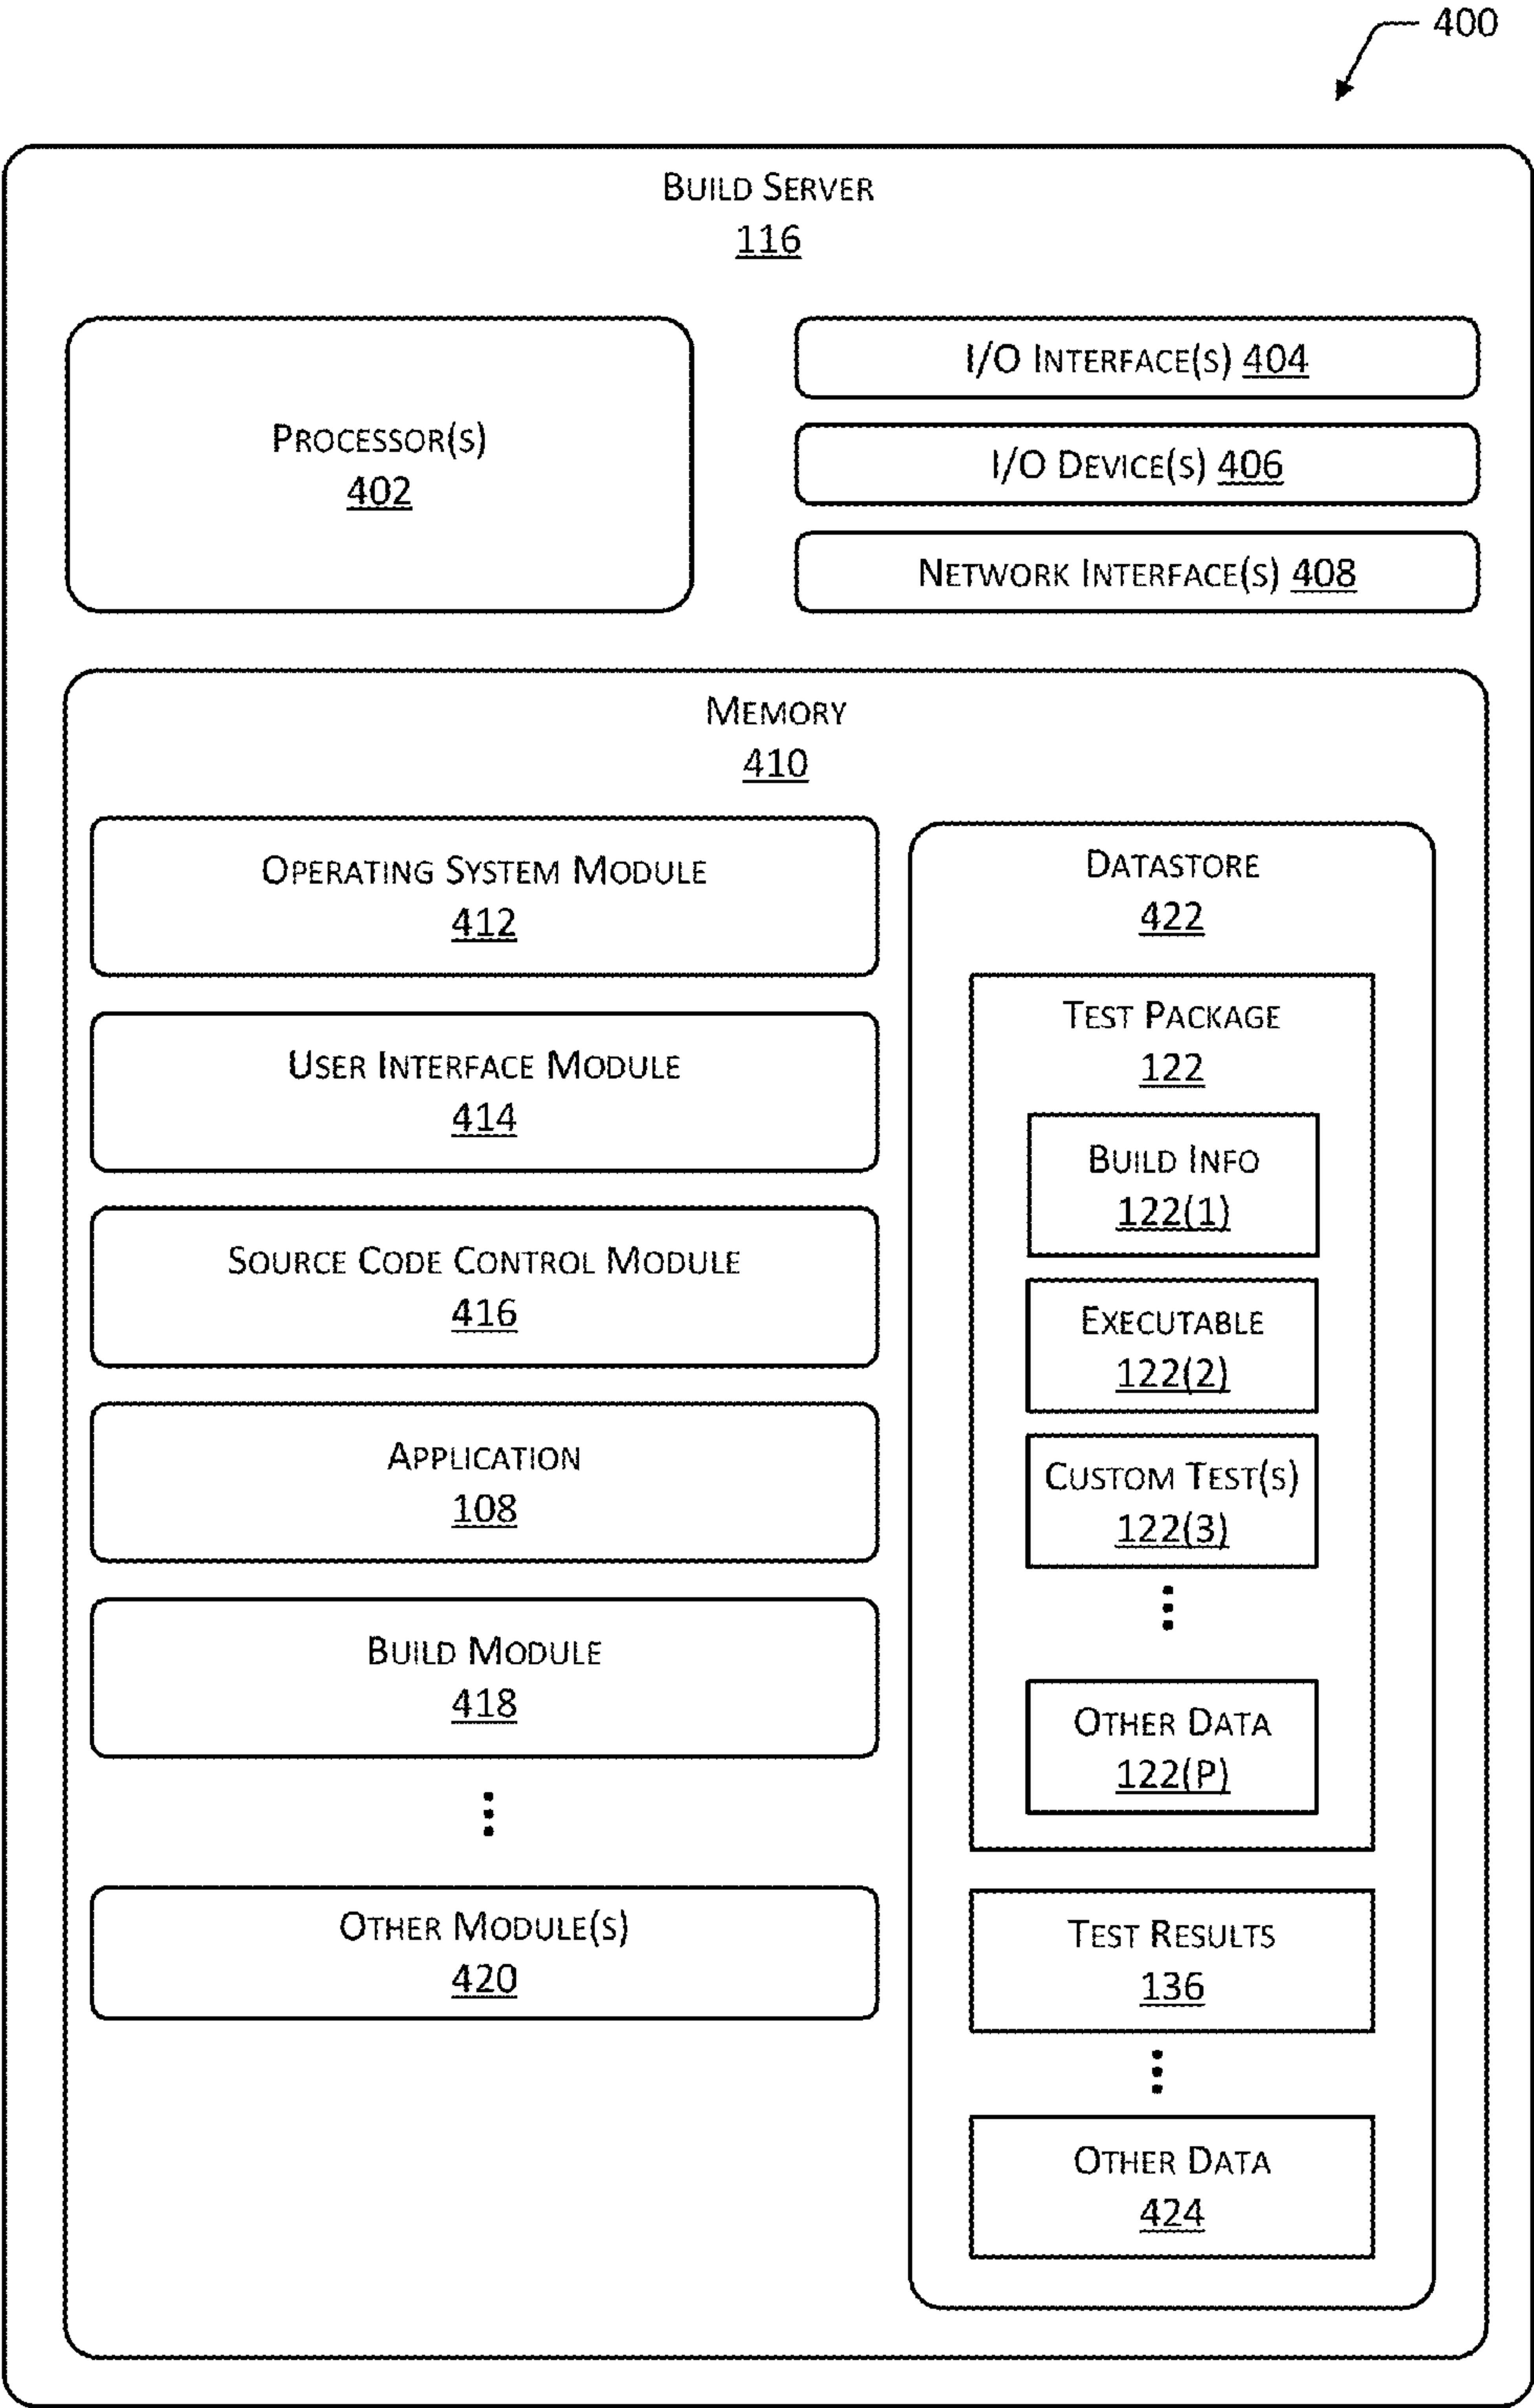 400
BUILD SERVER
116
PROCESSOR(S)
402
I/O INTERFACE(S) 404
I/O DEVICE(S) 406
NETWORK INTERFACE(S) 408
MEMORY
410
OPERATING SYSTEM MODULE
412
USER INTERFACE MODULE
414
SOURCE CODE CONTROL MODULE
416
APPLICATION
108
BUILD MODULE
418
OTHER MODULE(S)
420
DATASTORE
422
TEST PACKAGE
122
BUILD INFO
122(1)
EXECUTABLE
122(2)
CUSTOM TEST(S)
122(3)
OTHER DATA
122(P)
TEST RESULTS
136
OTHER DATA
424